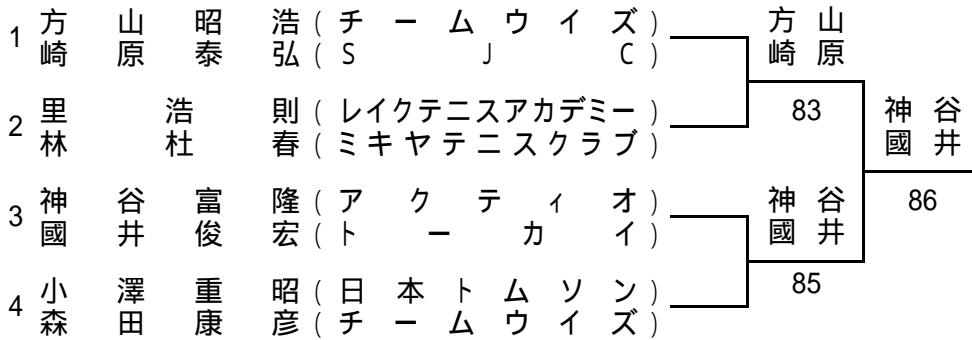 1 方山昭浩(チームウイズ) 方山
崎原泰弘(SJC) 崎原
2 里浩則(レイクテニスアカデミー) 83 神谷
林杜春(ミキヤテニスクラブ) 國井
3 神谷富隆(アクティオ) 神谷 86
國井俊宏(トーカイ) 國井
4 小澤重昭(日本トムソン) 85
森田康彦(チームウイズ)